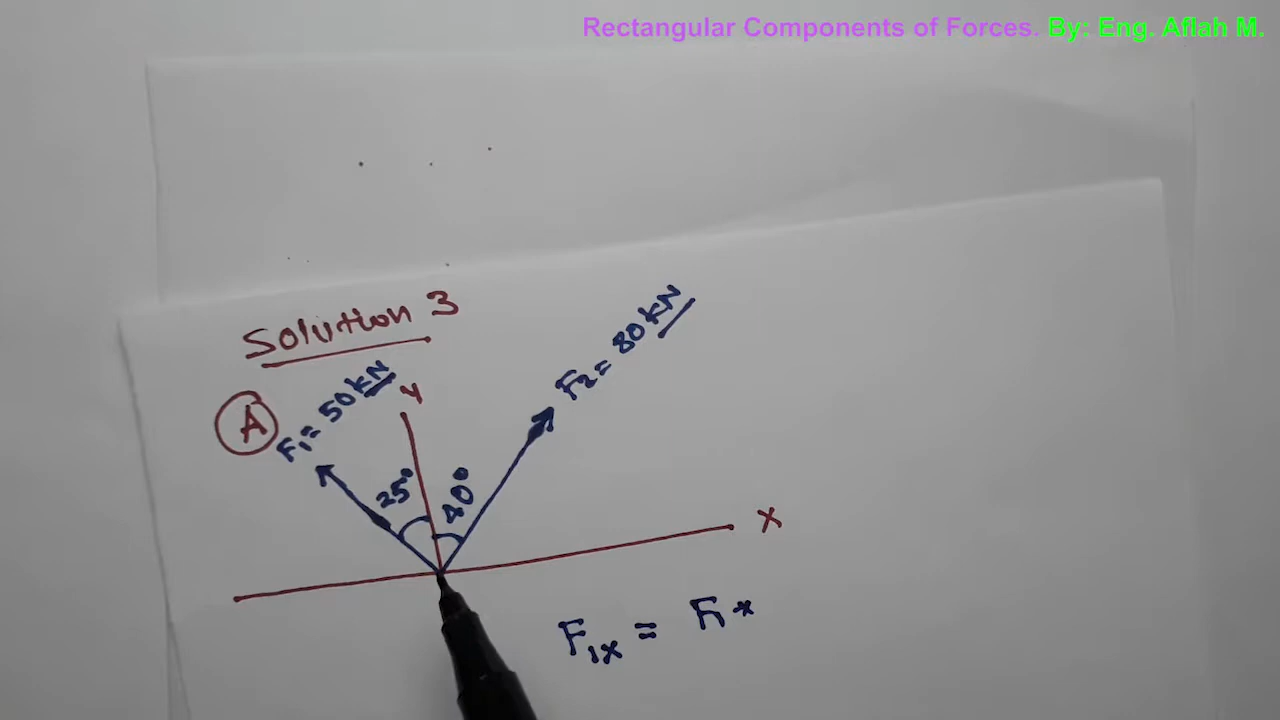 Rectangular Components of Forces. By: Eng. Aflah M.
Solution 3
A
F1 = 50 kN
Y
F2 = 80 kN
25°
40°
X
F1x = F1 *